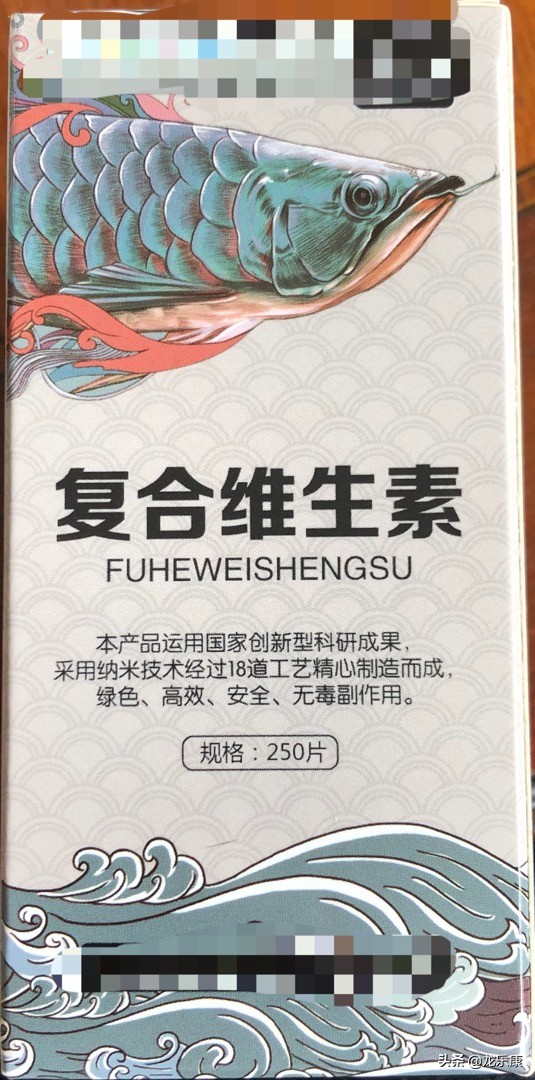 复合维生素
FUHEWEISHENGSU
本产品运用国家创新型科研成果，
采用纳米技术经过18道工艺精心制造而成，
绿色、高效、安全、无毒副作用。
规格：250片
头条@龙乐康